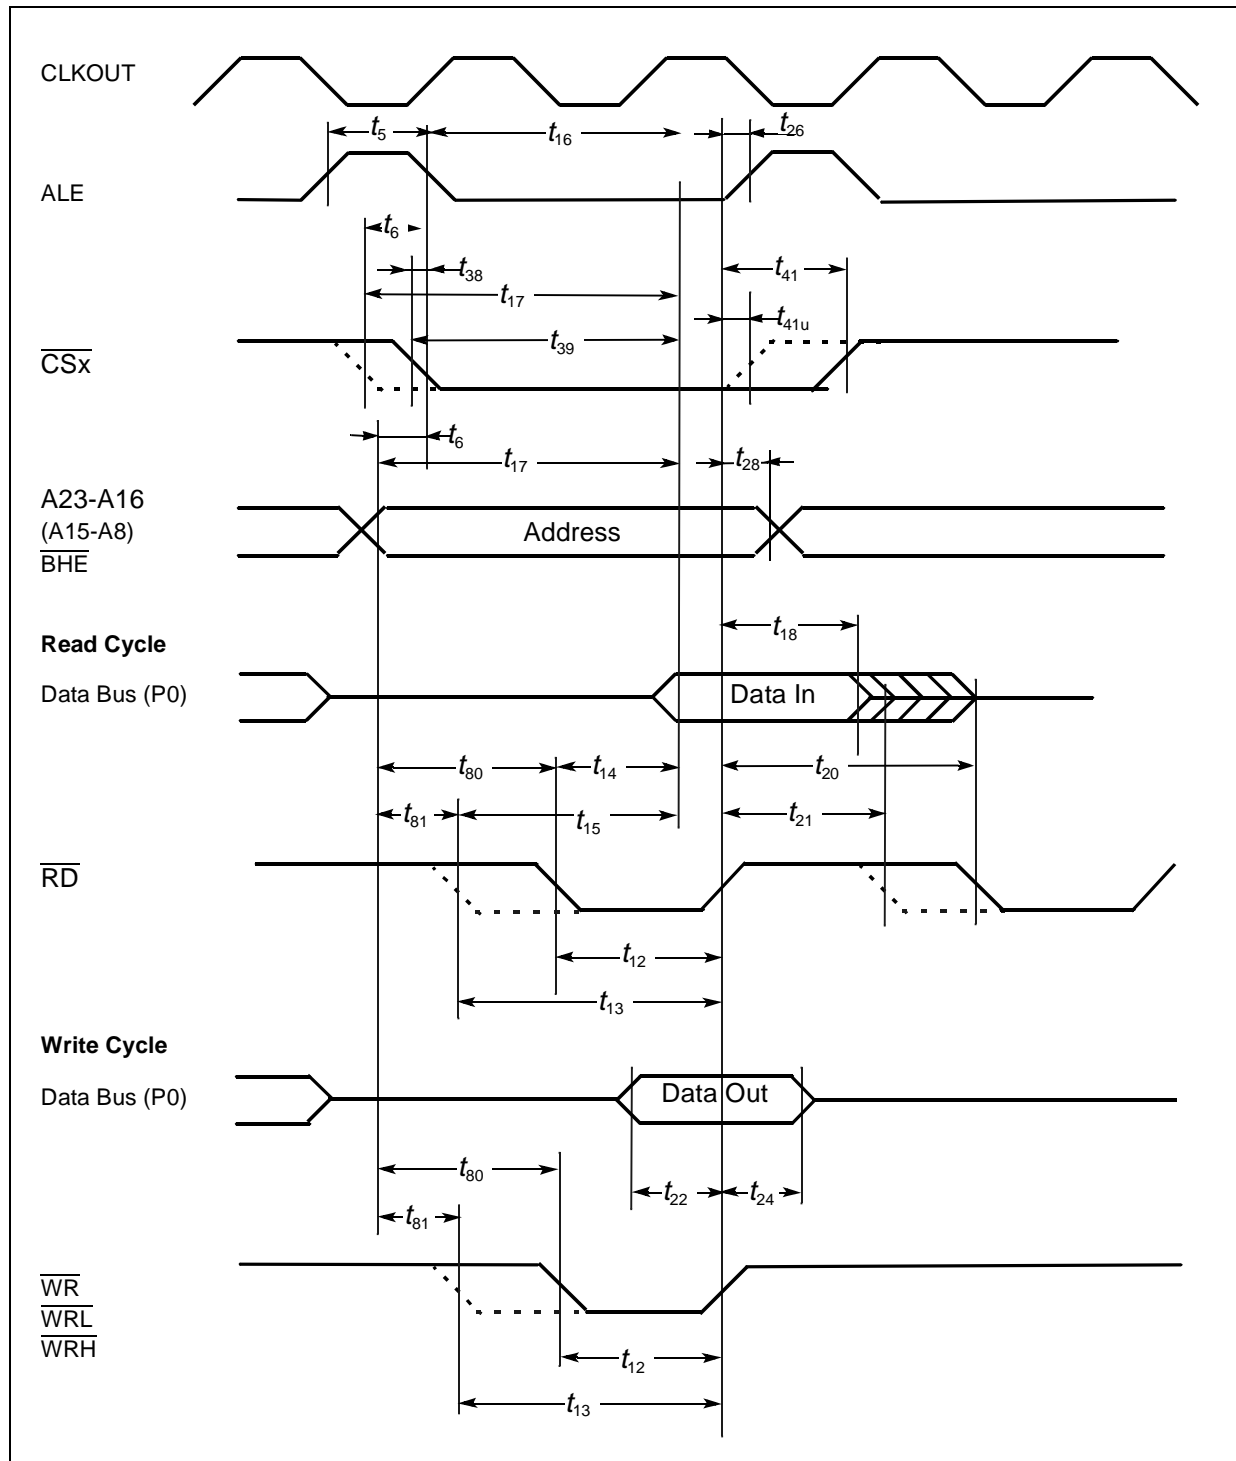 CLKOUT
t5
t16
t26
ALE
t6
t38
t41
t17
t41u
t39
CSx
t6
t17
t28
A23-A16
(A15-A8)
BHE
Address
Read Cycle
t18
Data Bus (P0)
Data In
t80
t14
t20
t81
t15
t21
RD
t12
t13
Write Cycle
Data Bus (P0)
Data Out
t80
t22
t24
t81
WR
WRL
WRH
t12
t13